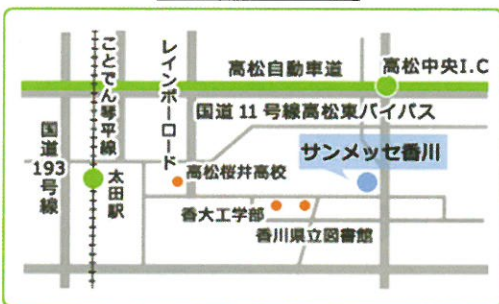 ことでん琴平線
レインボーロード
高松自動車道
高松中央I.C
国道11号線高松東バイパス
国道193号線
太田駅
サンメッセ香川
高松桜井高校
香大工学部
香川県立図書館